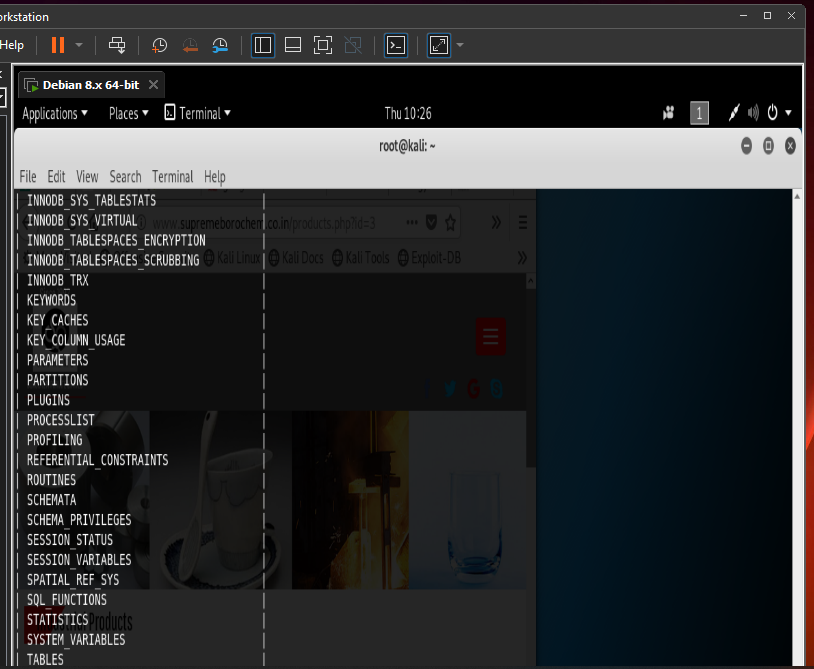 rkstation
Help
Debian 8.x 64-bit
Applications Places Terminal Thu 10:26 1
root@kali: ~
File Edit View Search Terminal Help
| INNODB_SYS_TABLESTATS |
| INNODB_SYS_VIRTUAL |
www.supremeborochem.co.in/products.php?id=3
| INNODB_TABLESPACES_ENCRYPTION |
| INNODB_TABLESPACES_SCRUBBING |
Kali Linux Kali Docs Kali Tools Exploit-DB
| INNODB_TRX |
| KEYWORDS |
| KEY_CACHES |
| KEY_COLUMN_USAGE |
| PARAMETERS |
| PARTITIONS |
| PLUGINS |
| PROCESSLIST |
| PROFILING |
| REFERENTIAL_CONSTRAINTS |
| ROUTINES |
| SCHEMATA |
| SCHEMA_PRIVILEGES |
| SESSION_STATUS |
| SESSION_VARIABLES |
| SPATIAL_REF_SYS |
| SQL_FUNCTIONS |
| STATISTICS |
Products
| SYSTEM_VARIABLES |
| TABLES |